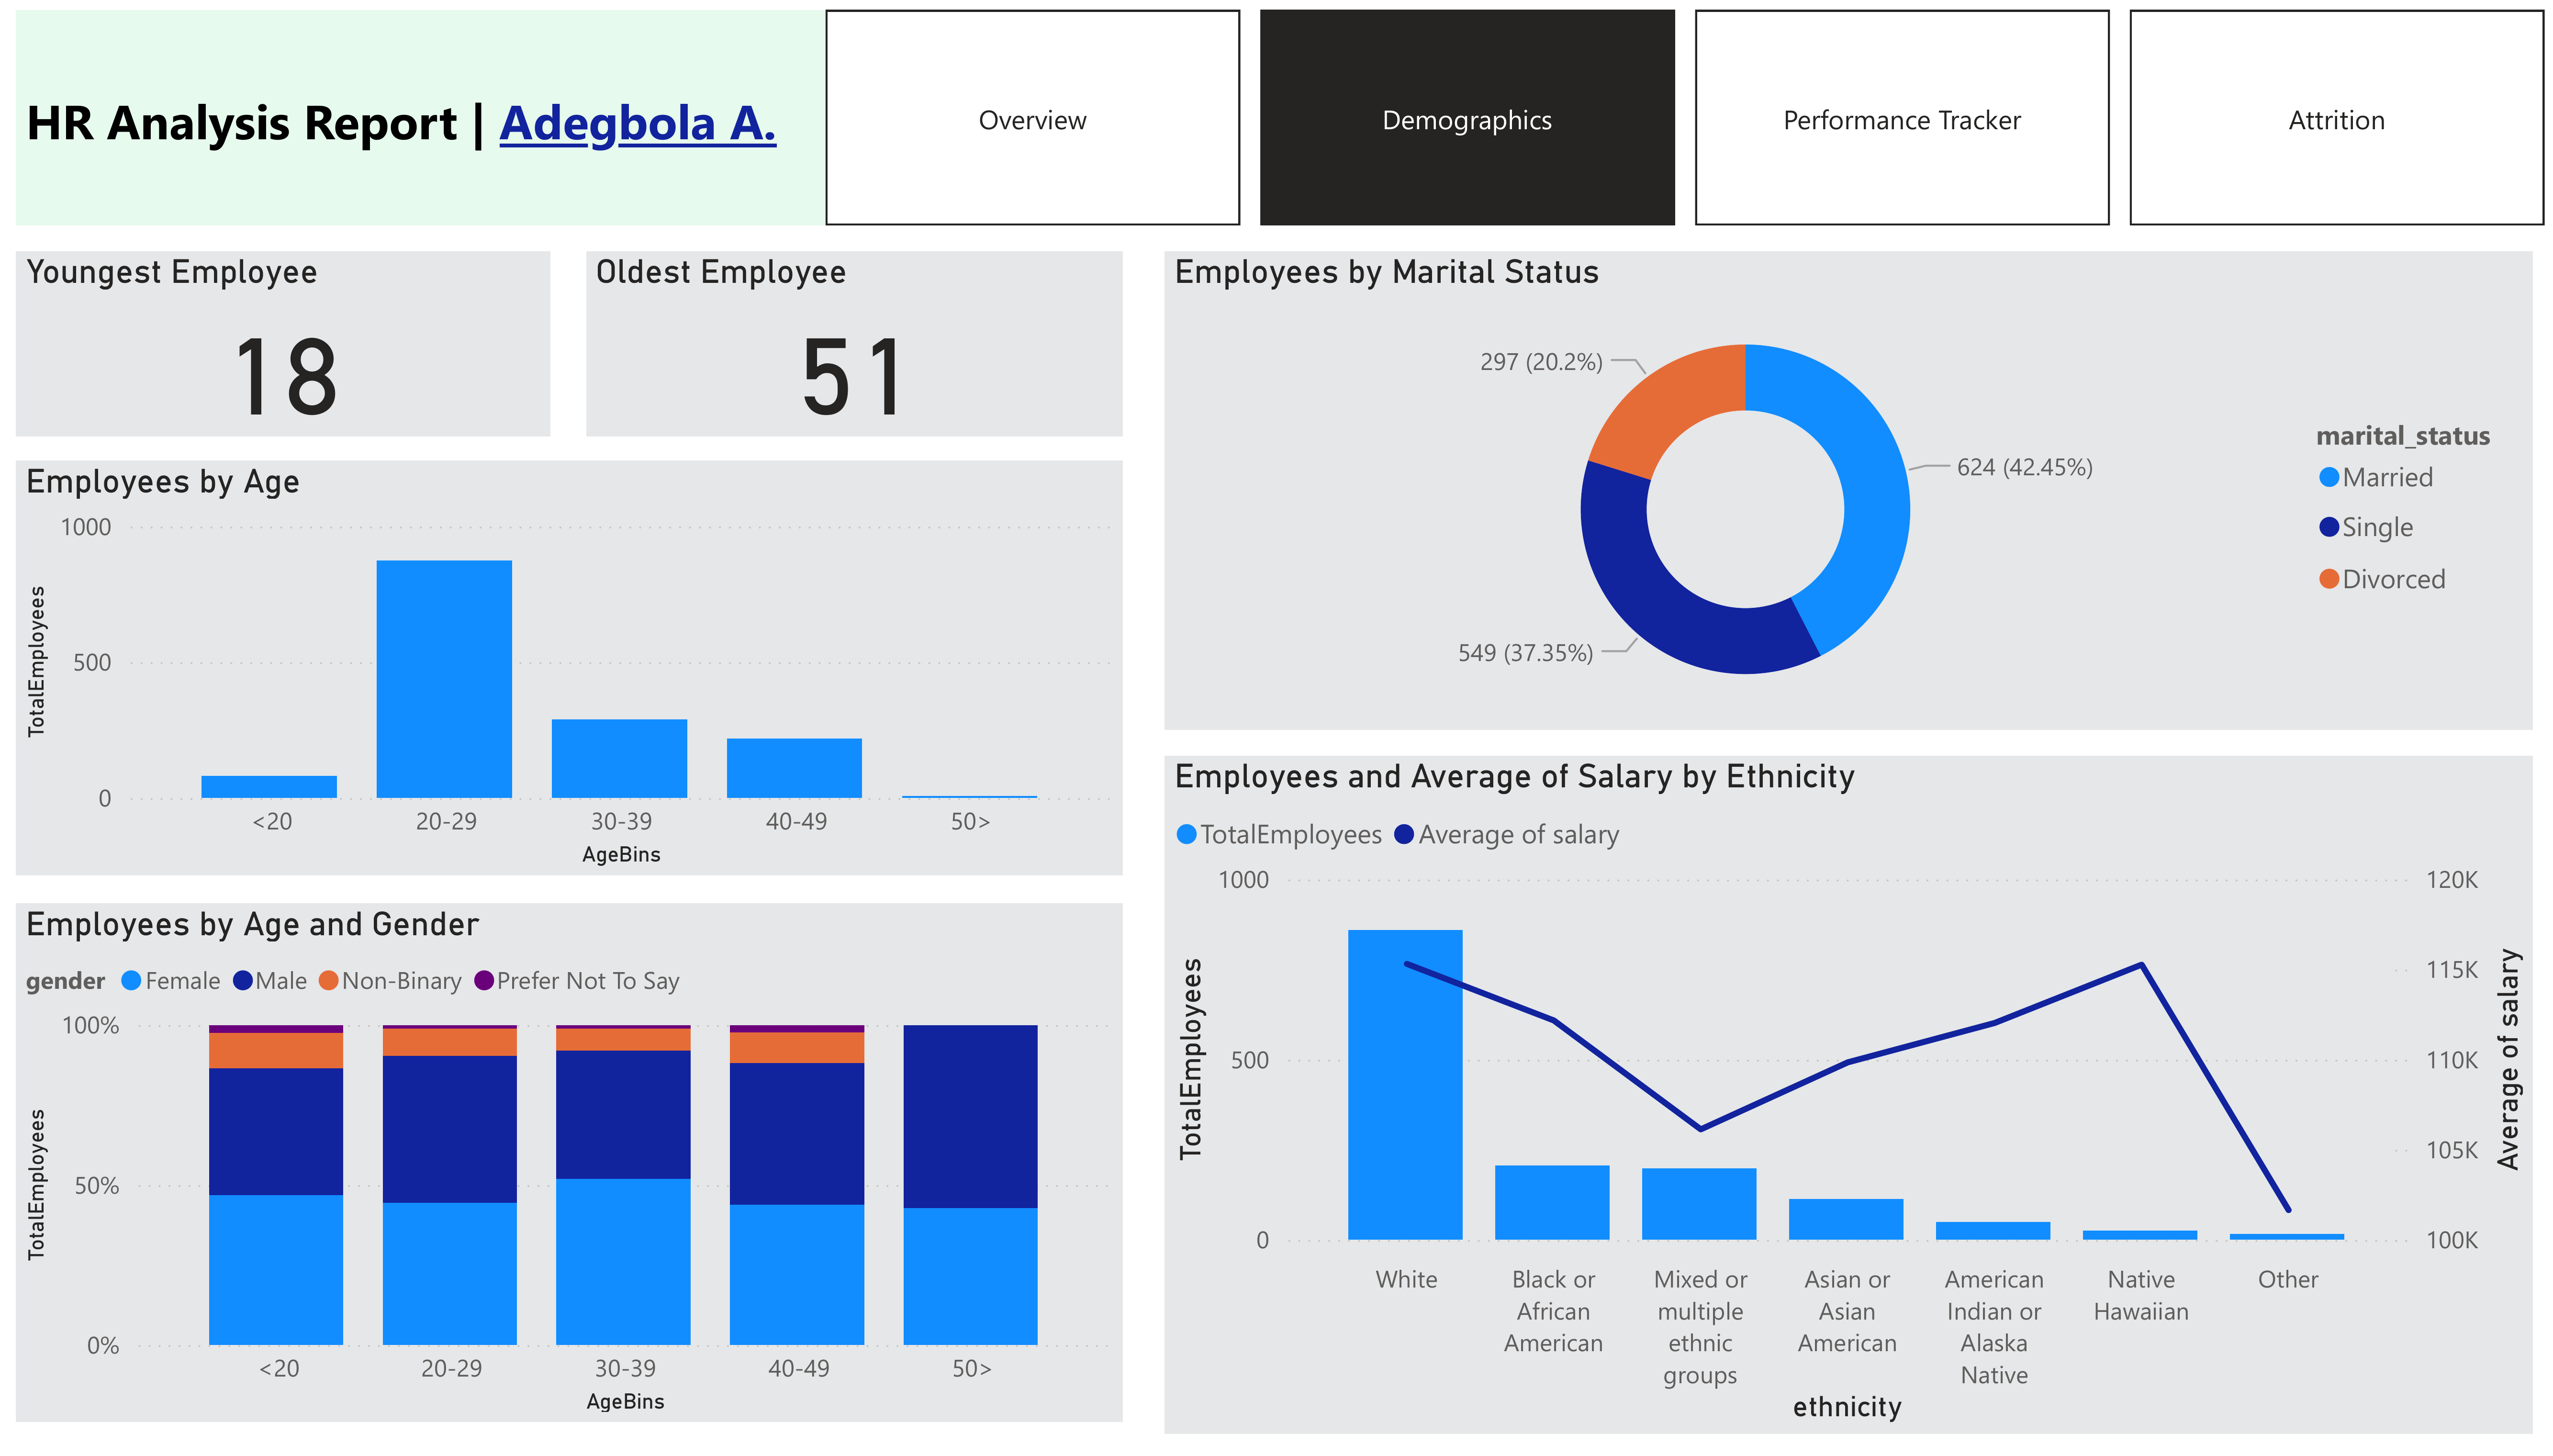 HR Analysis Report | Adegbola A.
Overview
Demographics
Performance Tracker
Attrition
Youngest Employee
18
Oldest Employee
51
Employees by Age
TotalEmployees
1000
500
0
<20
20-29
30-39
40-49
50>
AgeBins
Employees by Age and Gender
gender
Female
Male
Non-Binary
Prefer Not To Say
TotalEmployees
100%
50%
0%
<20
20-29
30-39
40-49
50>
AgeBins
Employees by Marital Status
297 (20.2%)
624 (42.45%)
549 (37.35%)
marital_status
Married
Single
Divorced
Employees and Average of Salary by Ethnicity
TotalEmployees
Average of salary
TotalEmployees
1000
500
0
120K
115K
110K
105K
100K
Average of salary
White
Black or
African
American
Mixed or
multiple
ethnic
groups
Asian or
Asian
American
American
Indian or
Alaska
Native
Native
Hawaiian
Other
ethnicity